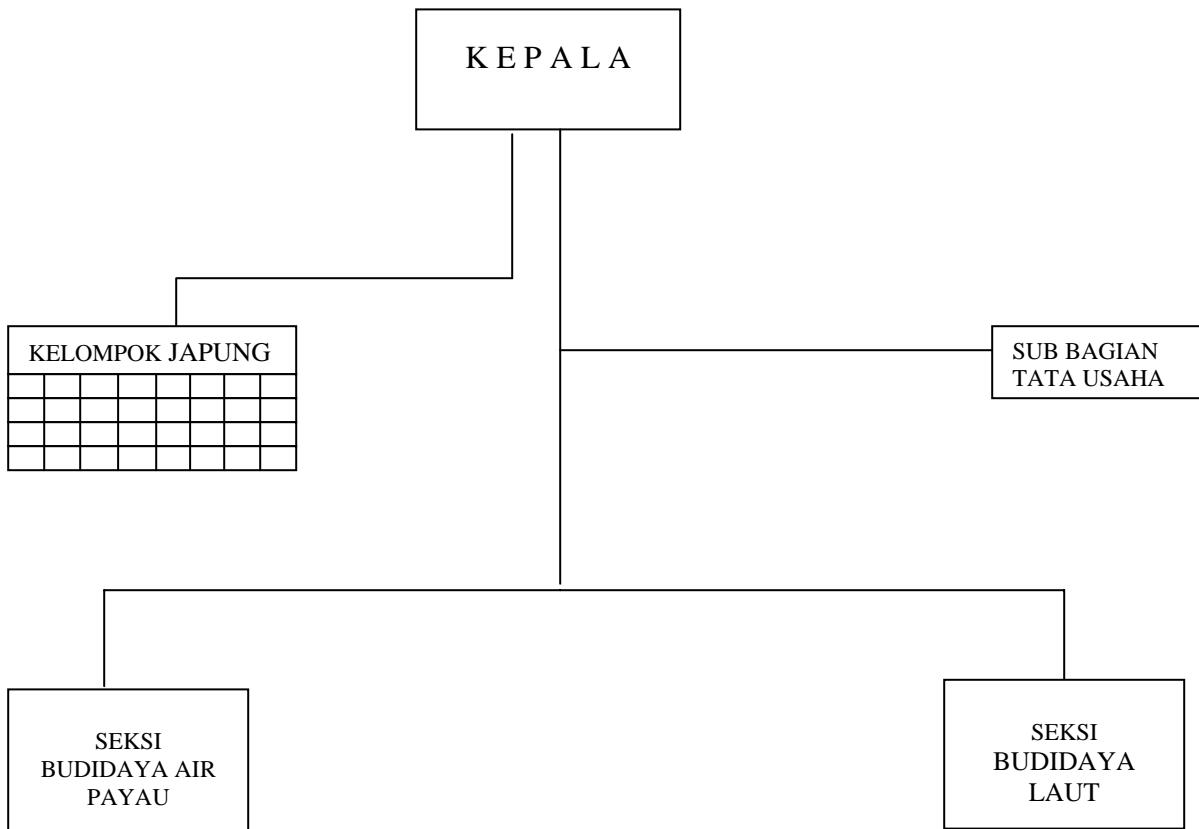 K E P A L A
KELOMPOK JAPUNG
SUB BAGIAN
TATA USAHA
SEKSI
BUDIDAYA AIR
PAYAU
SEKSI
BUDIDAYA
LAUT